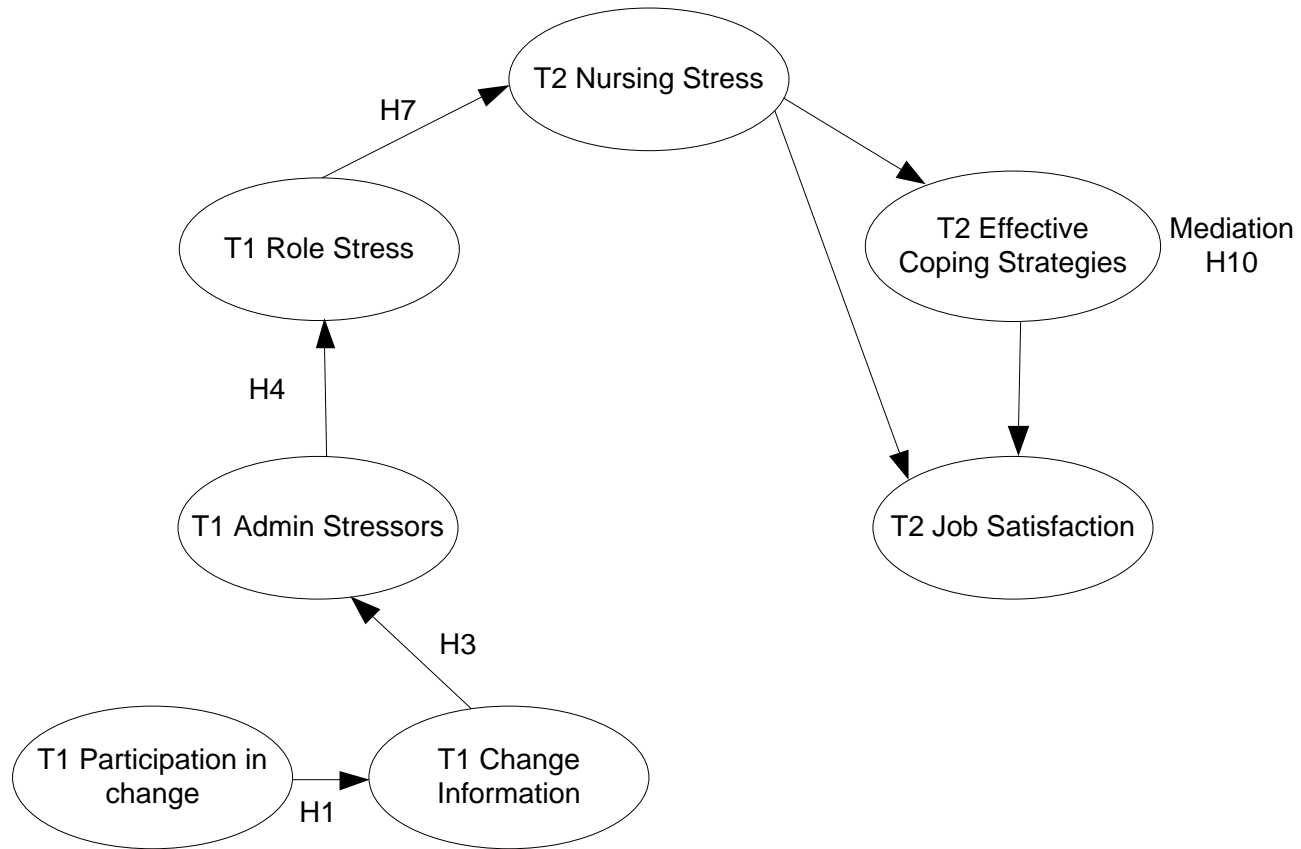 T2 Nursing Stress
H7
T1 Role Stress
T2 Effective
Coping Strategies
Mediation
H10
H4
T1 Admin Stressors
T2 Job Satisfaction
H3
T1 Participation in
change
T1 Change
Information
H1